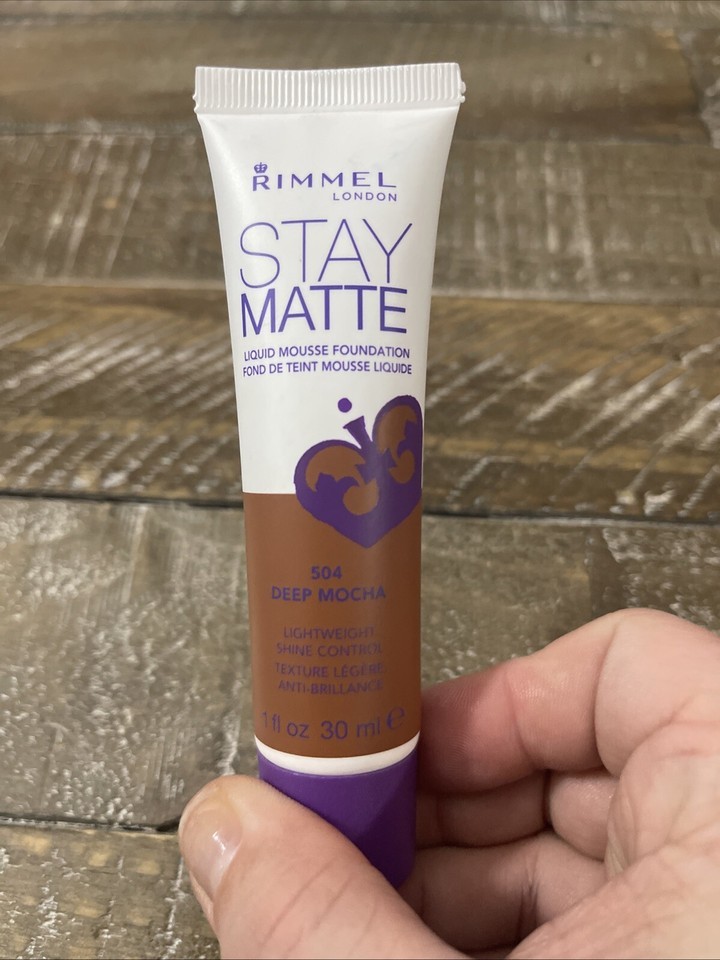 RIMMEL
LONDON
STAY
MATTE
LIQUID MOUSSE FOUNDATION
FOND DE TEINT MOUSSE LIQUIDE
504
DEEP MOCHA
LIGHTWEIGHT
SHINE CONTROL
TEXTURE LÉGÈRE
ANTI-BRILLANCE
1 fl oz 30 ml ℮